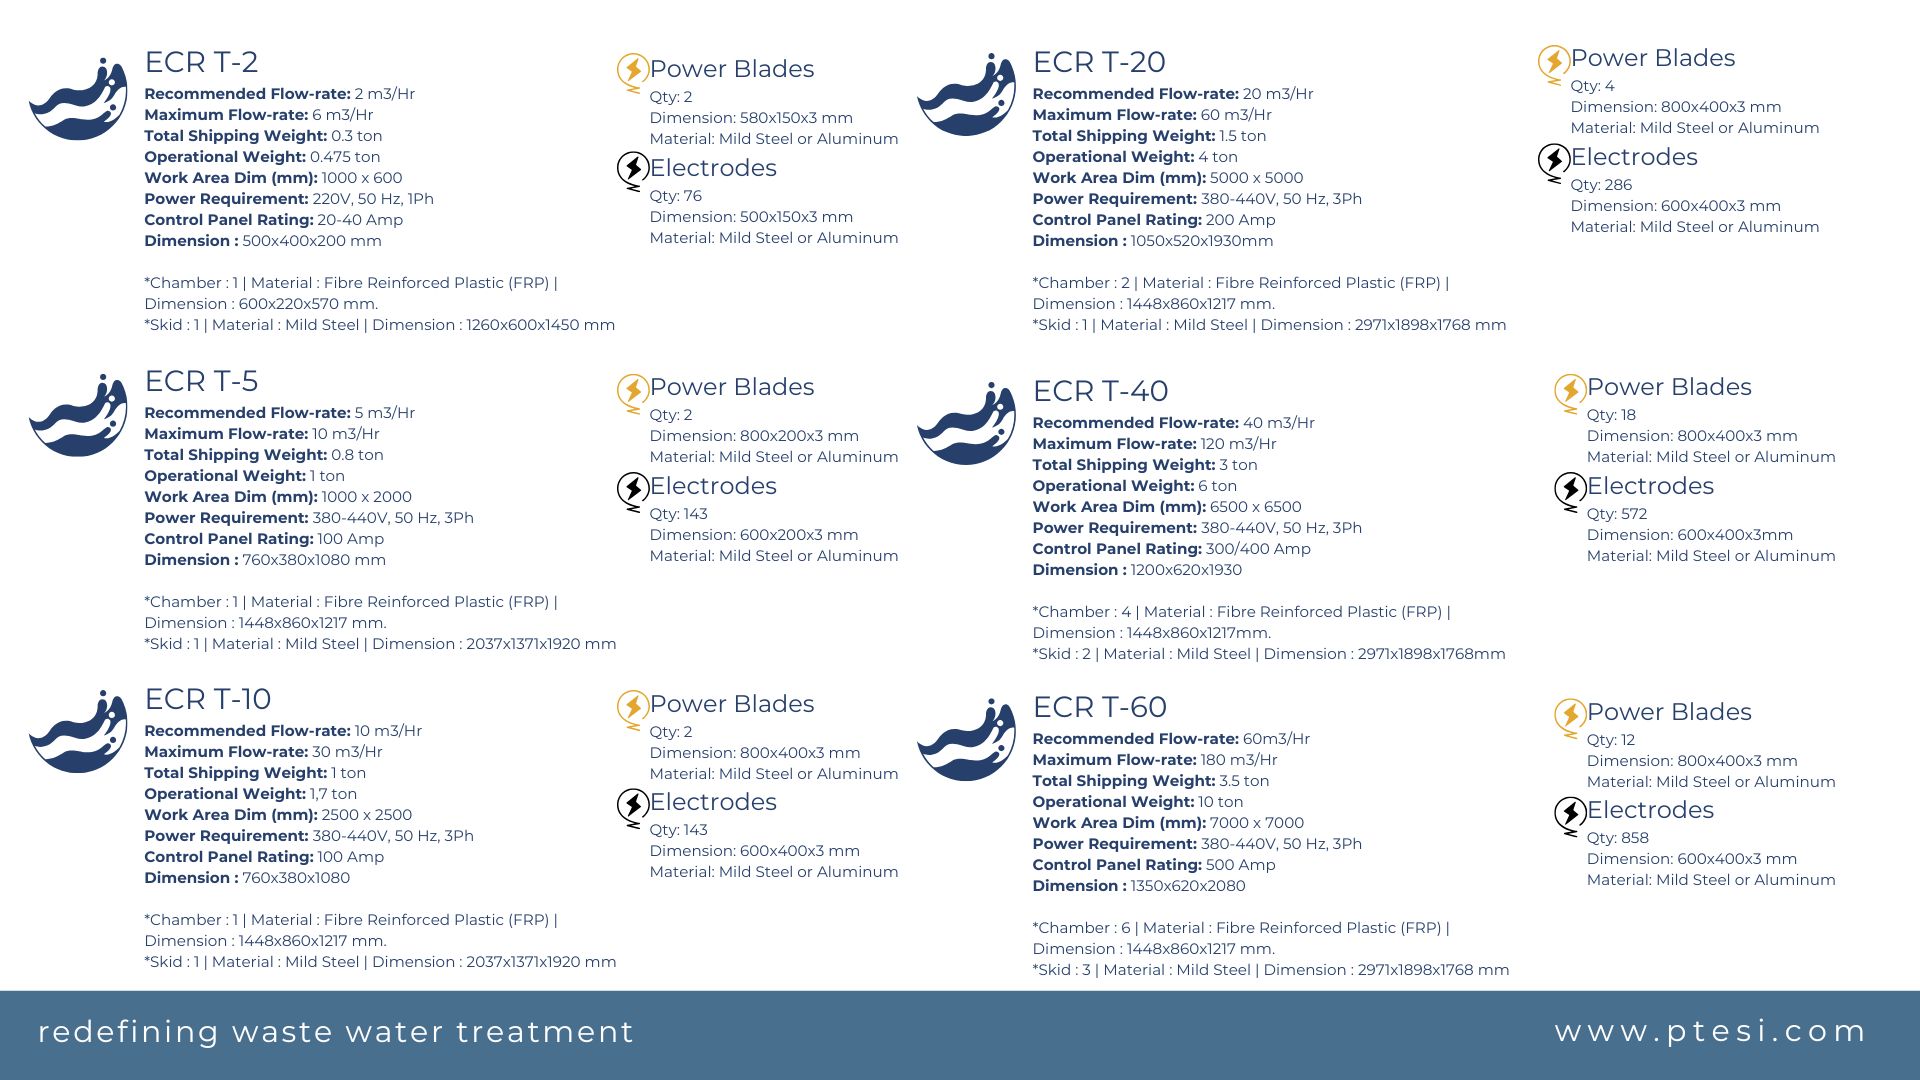 ECR T-2
Recommended Flow-rate: 2 m3/Hr
Maximum Flow-rate: 6 m3/Hr
Total Shipping Weight: 0.3 ton
Operational Weight: 0.475 ton
Work Area Dim (mm): 1000 x 600
Power Requirement: 220V, 50 Hz, 1Ph
Control Panel Rating: 20-40 Amp
Dimension : 500x400x200 mm
*Chamber : 1 | Material : Fibre Reinforced Plastic (FRP) |
Dimension : 600x220x570 mm.
*Skid : 1 | Material : Mild Steel | Dimension : 1260x600x1450 mm
Power Blades
Qty: 2
Dimension: 580x150x3 mm
Material: Mild Steel or Aluminum
Electrodes
Qty: 76
Dimension: 500x150x3 mm
Material: Mild Steel or Aluminum
ECR T-5
Recommended Flow-rate: 5 m3/Hr
Maximum Flow-rate: 10 m3/Hr
Total Shipping Weight: 0.8 ton
Operational Weight: 1 ton
Work Area Dim (mm): 1000 x 2000
Power Requirement: 380-440V, 50 Hz, 3Ph
Control Panel Rating: 100 Amp
Dimension : 760x380x1080 mm
*Chamber : 1 | Material : Fibre Reinforced Plastic (FRP) |
Dimension : 1448x860x1217 mm.
*Skid : 1 | Material : Mild Steel | Dimension : 2037x1371x1920 mm
Power Blades
Qty: 2
Dimension: 800x200x3 mm
Material: Mild Steel or Aluminum
Electrodes
Qty: 143
Dimension: 600x200x3 mm
Material: Mild Steel or Aluminum
ECR T-10
Recommended Flow-rate: 10 m3/Hr
Maximum Flow-rate: 30 m3/Hr
Total Shipping Weight: 1 ton
Operational Weight: 1,7 ton
Work Area Dim (mm): 2500 x 2500
Power Requirement: 380-440V, 50 Hz, 3Ph
Control Panel Rating: 100 Amp
Dimension : 760x380x1080
*Chamber : 1 | Material : Fibre Reinforced Plastic (FRP) |
Dimension : 1448x860x1217 mm.
*Skid : 1 | Material : Mild Steel | Dimension : 2037x1371x1920 mm
Power Blades
Qty: 2
Dimension: 800x400x3 mm
Material: Mild Steel or Aluminum
Electrodes
Qty: 143
Dimension: 600x400x3 mm
Material: Mild Steel or Aluminum
ECR T-20
Recommended Flow-rate: 20 m3/Hr
Maximum Flow-rate: 60 m3/Hr
Total Shipping Weight: 1.5 ton
Operational Weight: 4 ton
Work Area Dim (mm): 5000 x 5000
Power Requirement: 380-440V, 50 Hz, 3Ph
Control Panel Rating: 200 Amp
Dimension : 1050x520x1930mm
*Chamber : 2 | Material : Fibre Reinforced Plastic (FRP) |
Dimension : 1448x860x1217 mm.
*Skid : 1 | Material : Mild Steel | Dimension : 2971x1898x1768 mm
Power Blades
Qty: 4
Dimension: 800x400x3 mm
Material: Mild Steel or Aluminum
Electrodes
Qty: 286
Dimension: 600x400x3 mm
Material: Mild Steel or Aluminum
ECR T-40
Recommended Flow-rate: 40 m3/Hr
Maximum Flow-rate: 120 m3/Hr
Total Shipping Weight: 3 ton
Operational Weight: 6 ton
Work Area Dim (mm): 6500 x 6500
Power Requirement: 380-440V, 50 Hz, 3Ph
Control Panel Rating: 300/400 Amp
Dimension : 1200x620x1930
*Chamber : 4 | Material : Fibre Reinforced Plastic (FRP) |
Dimension : 1448x860x1217mm.
*Skid : 2 | Material : Mild Steel | Dimension : 2971x1898x1768mm
Power Blades
Qty: 18
Dimension: 800x400x3 mm
Material: Mild Steel or Aluminum
Electrodes
Qty: 572
Dimension: 600x400x3mm
Material: Mild Steel or Aluminum
ECR T-60
Recommended Flow-rate: 60m3/Hr
Maximum Flow-rate: 180 m3/Hr
Total Shipping Weight: 3.5 ton
Operational Weight: 10 ton
Work Area Dim (mm): 7000 x 7000
Power Requirement: 380-440V, 50 Hz, 3Ph
Control Panel Rating: 500 Amp
Dimension : 1350x620x2080
*Chamber : 6 | Material : Fibre Reinforced Plastic (FRP) |
Dimension : 1448x860x1217 mm.
*Skid : 3 | Material : Mild Steel | Dimension : 2971x1898x1768 mm
Power Blades
Qty: 12
Dimension: 800x400x3 mm
Material: Mild Steel or Aluminum
Electrodes
Qty: 858
Dimension: 600x400x3 mm
Material: Mild Steel or Aluminum
redefining waste water treatment
www.ptesi.com